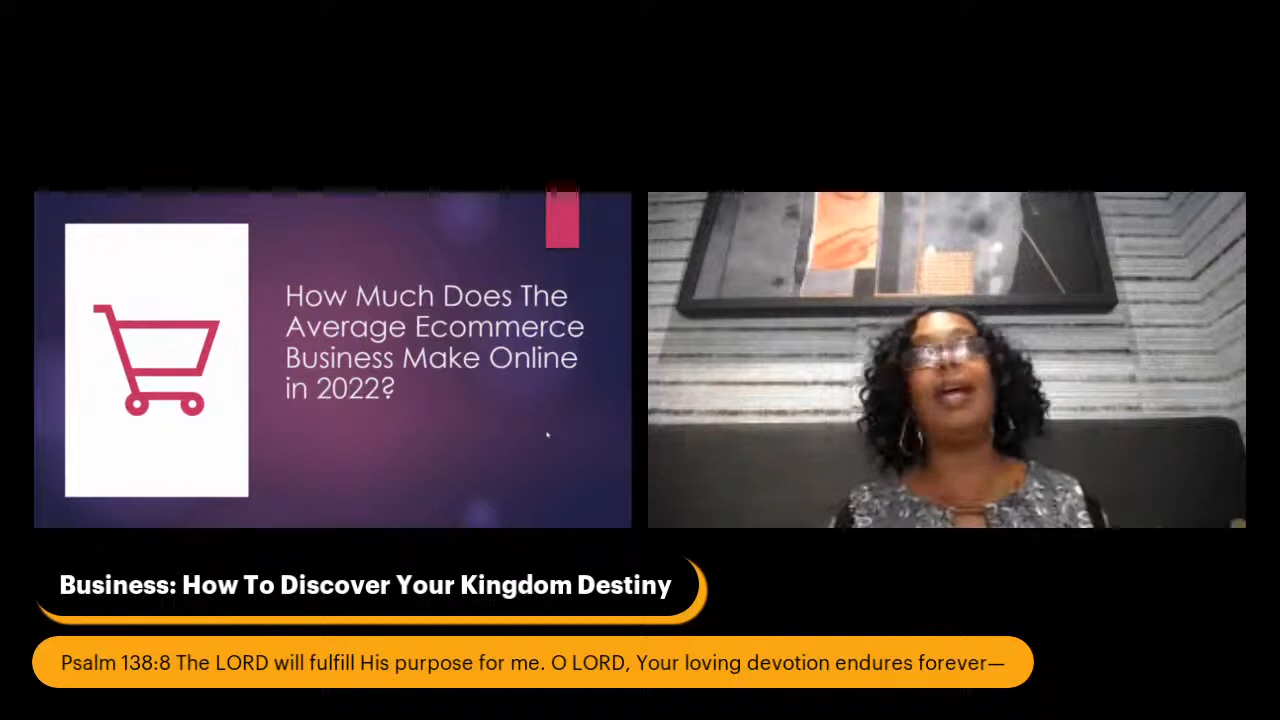 How Much Does The
Average Ecommerce
Business Make Online
in 2022?
Business: How To Discover Your Kingdom Destiny
Psalm 138:8 The LORD will fulfill His purpose for me. O LORD, Your loving devotion endures forever—